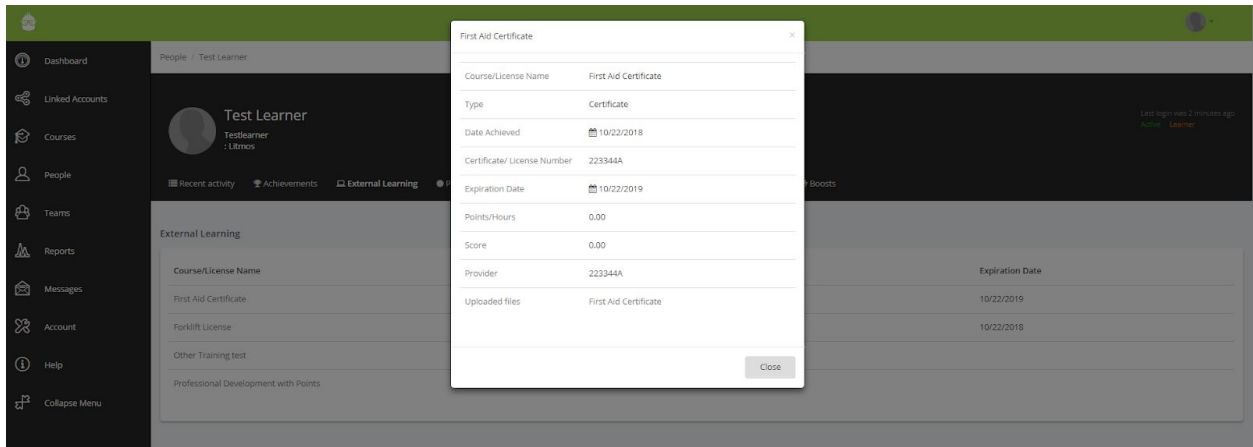 Dashboard
Linked Accounts
Courses
People
Teams
Reports
Messages
Account
Help
Collapse Menu
People / Test Learner
Test Learner
Testlearner
: Litmos
Last login was 2 minutes ago
Active Learner
Recent activity Achievements External Learning Boosts
External Learning
Course/License Name Expiration Date
First Aid Certificate 10/22/2019
Forklift License 10/22/2018
Other Training test
Professional Development with Points
First Aid Certificate ×
Course/License Name First Aid Certificate
Type Certificate
Date Achieved 10/22/2018
Certificate/ License Number 223344A
Expiration Date 10/22/2019
Points/Hours 0.00
Score 0.00
Provider 223344A
Uploaded files First Aid Certificate
Close